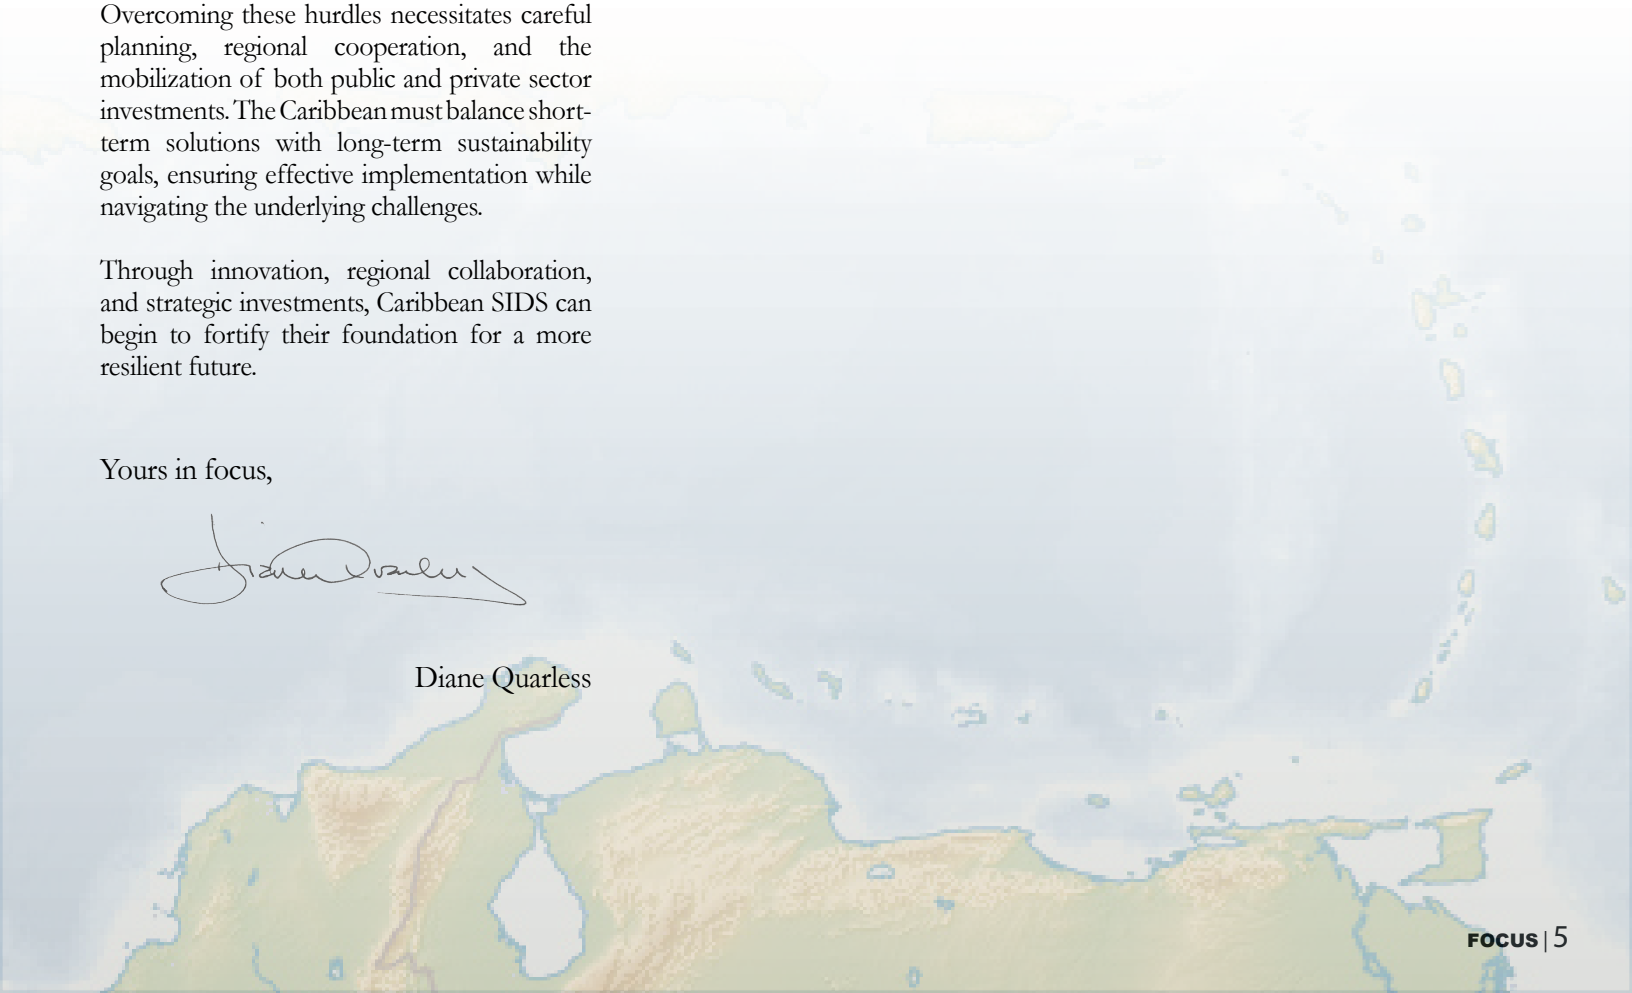 Overcoming these hurdles necessitates careful
planning, regional cooperation, and the
mobilization of both public and private sector
investments. The Caribbean must balance short-
term solutions with long-term sustainability
goals, ensuring effective implementation while
navigating the underlying challenges.
Through innovation, regional collaboration,
and strategic investments, Caribbean SIDS can
begin to fortify their foundation for a more
resilient future.
Yours in focus,
Diane Quarless
Diane Quarless
FOCUS | 5